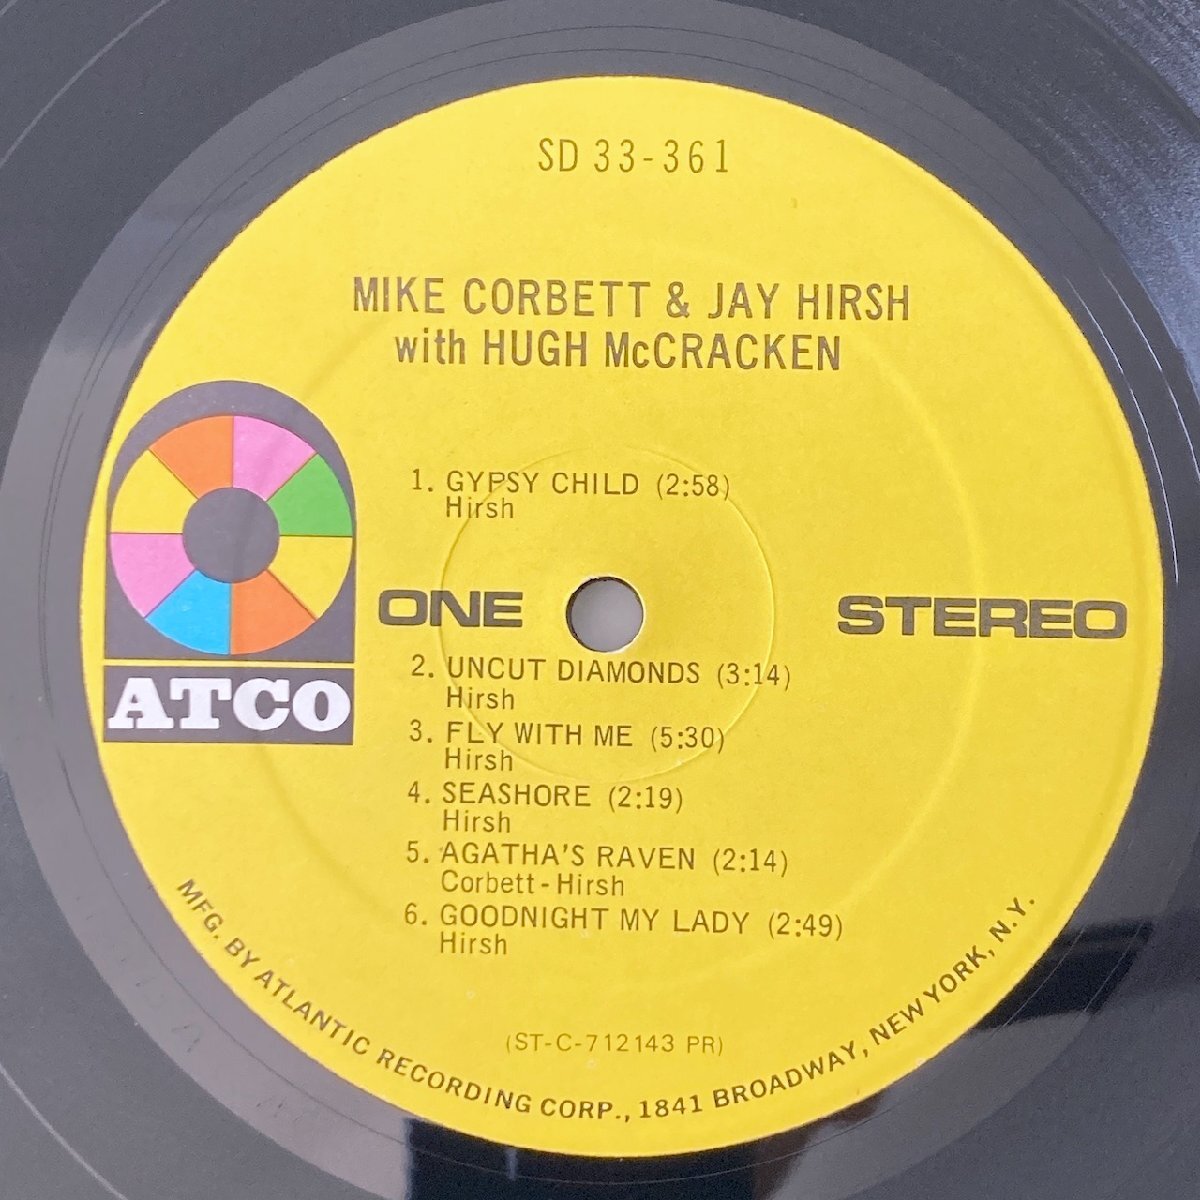 SD 33-361
MIKE CORBETT & JAY HIRSH
with HUGH McCRACKEN
1. GYPSY CHILD (2:58)
Hirsh
ONE
STEREO
2. UNCUT DIAMONDS (3:14)
Hirsh
3. FLY WITH ME (5:30)
Hirsh
4. SEASHORE (2:19)
Hirsh
5. AGATHA'S RAVEN (2:14)
Corbett - Hirsh
6. GOODNIGHT MY LADY (2:49)
Hirsh
ATCO
(ST-C-712143 PR)
MFG. BY ATLANTIC RECORDING CORP., 1841 BROADWAY, NEW YORK, N.Y.